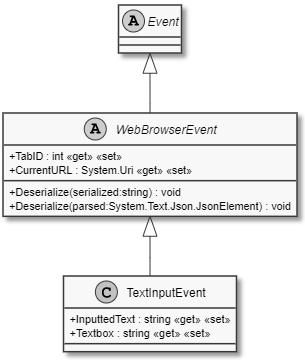 A Event
A WebBrowserEvent
+TabID : int «get» «set»
+CurrentURL : System.Uri «get» «set»
+Deserialize(serialized:string) : void
+Deserialize(parsed:System.Text.Json.JsonElement) : void
C TextInputEvent
+InputtedText : string «get» «set»
+Textbox : string «get» «set»